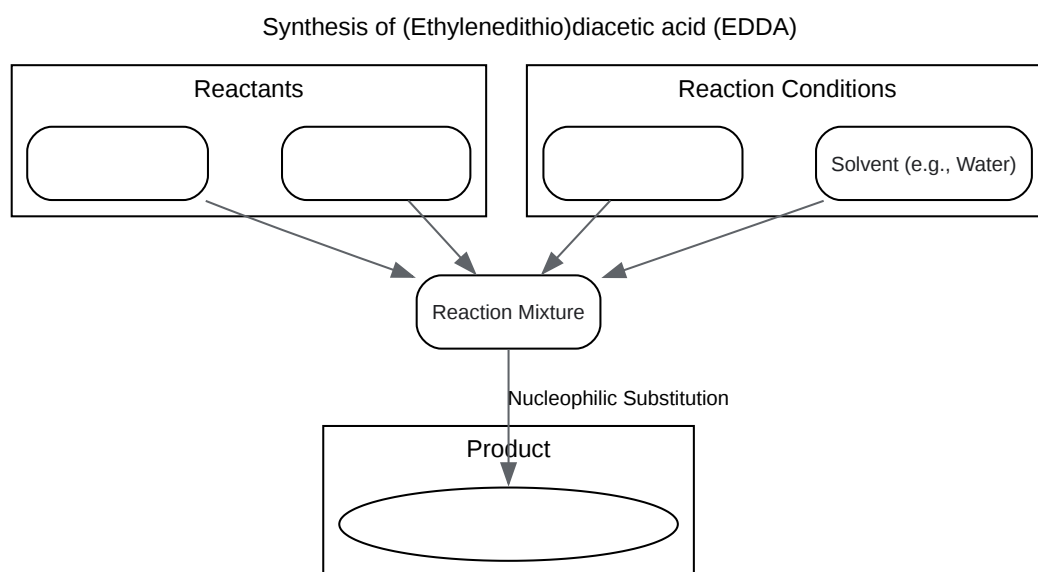 Synthesis of (Ethylenedithio)diacetic acid (EDDA)
Reactants
Reaction Conditions
Solvent (e.g., Water)
Reaction Mixture
Nucleophilic Substitution
Product